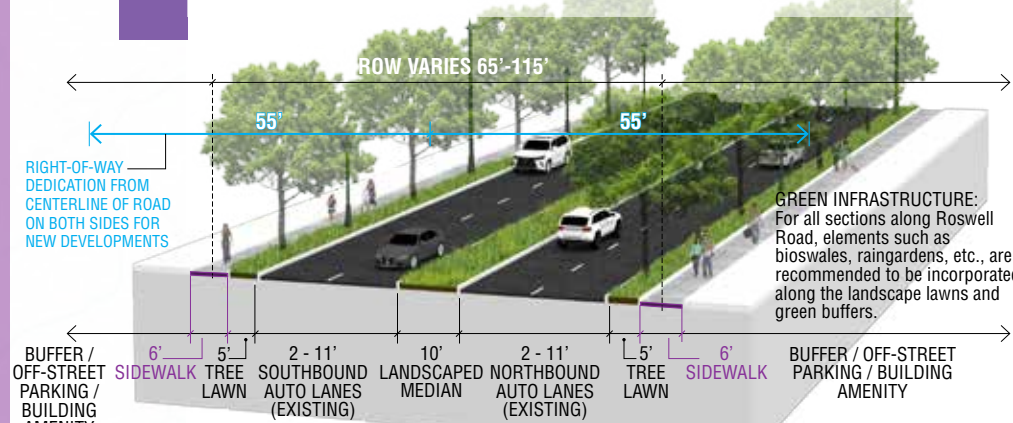 ROW VARIES 65'-115'
55'
55'
RIGHT-OF-WAY
DEDICATION FROM
CENTERLINE OF ROAD
ON BOTH SIDES FOR
NEW DEVELOPMENTS
GREEN INFRASTRUCTURE:
For all sections along Roswell
Road, elements such as
bioswales, raingardens, etc., are
recommended to be incorporated
along the landscape lawns and
green buffers.
BUFFER /
OFF-STREET
PARKING /
BUILDING
AMENITY
6'
SIDEWALK
5'
TREE
LAWN
2 - 11'
SOUTHBOUND
AUTO LANES
(EXISTING)
10'
LANDSCAPED
MEDIAN
2 - 11'
NORTHBOUND
AUTO LANES
(EXISTING)
5'
TREE
LAWN
6'
SIDEWALK
BUFFER / OFF-STREET
PARKING / BUILDING
AMENITY